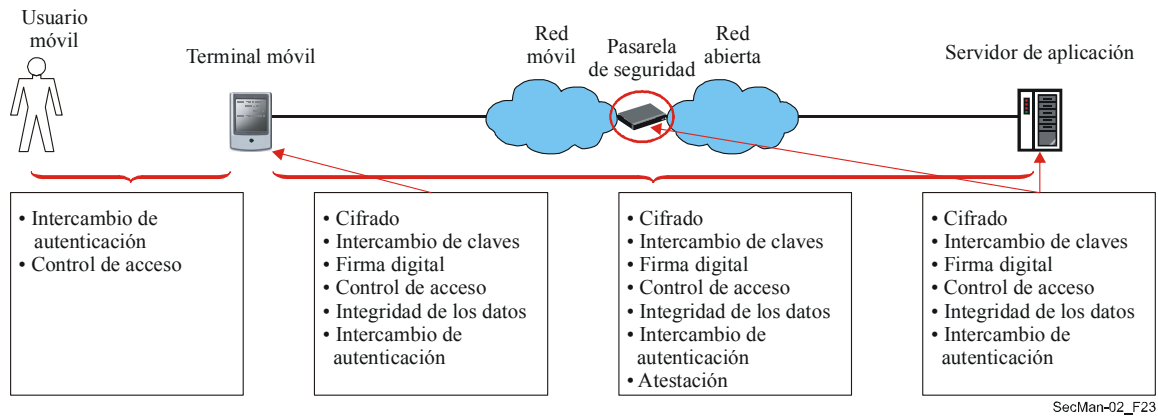 Usuario
móvil
Terminal móvil
Red
móvil
Pasarela
de seguridad
Red
abierta
Servidor de aplicación
• Intercambio de
autenticación
• Control de acceso
• Cifrado
• Intercambio de claves
• Firma digital
• Control de acceso
• Integridad de los datos
• Intercambio de
autenticación
• Cifrado
• Intercambio de claves
• Firma digital
• Control de acceso
• Integridad de los datos
• Intercambio de
autenticación
• Atestación
• Cifrado
• Intercambio de claves
• Firma digital
• Control de acceso
• Integridad de los datos
• Intercambio de
autenticación
SecMan-02_F23